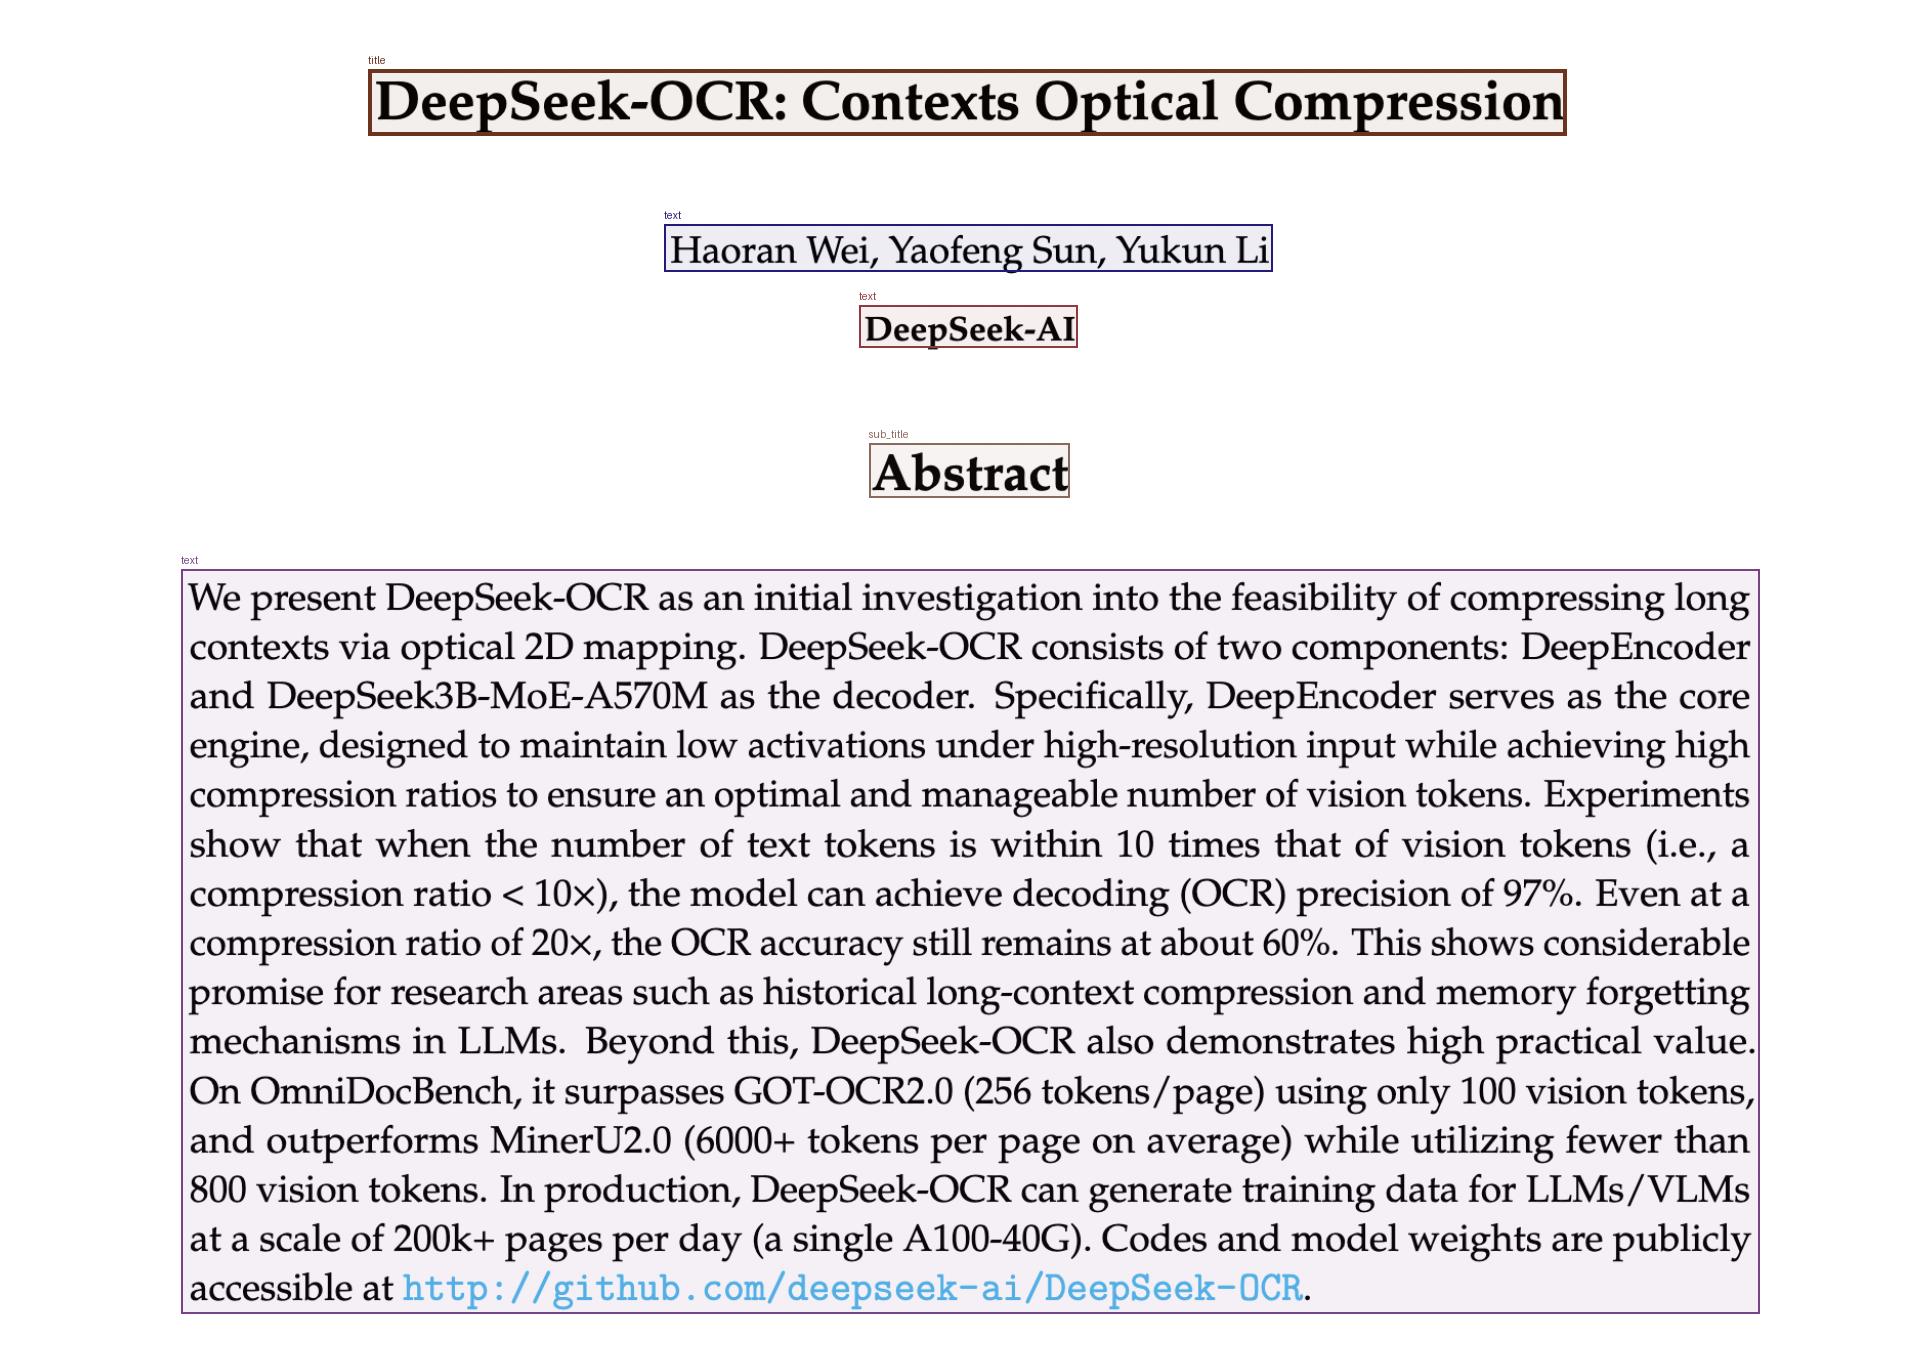 title
DeepSeek-OCR: Contexts Optical Compression
text
Haoran Wei, Yaofeng Sun, Yukun Li
text
DeepSeek-AI
sub_title
Abstract
text
We present DeepSeek-OCR as an initial investigation into the feasibility of compressing long
contexts via optical 2D mapping. DeepSeek-OCR consists of two components: DeepEncoder
and DeepSeek3B-MoE-A570M as the decoder. Specifically, DeepEncoder serves as the core
engine, designed to maintain low activations under high-resolution input while achieving high
compression ratios to ensure an optimal and manageable number of vision tokens. Experiments
show that when the number of text tokens is within 10 times that of vision tokens (i.e., a
compression ratio < 10×), the model can achieve decoding (OCR) precision of 97%. Even at a
compression ratio of 20×, the OCR accuracy still remains at about 60%. This shows considerable
promise for research areas such as historical long-context compression and memory forgetting
mechanisms in LLMs. Beyond this, DeepSeek-OCR also demonstrates high practical value.
On OmniDocBench, it surpasses GOT-OCR2.0 (256 tokens/page) using only 100 vision tokens,
and outperforms MinerU2.0 (6000+ tokens per page on average) while utilizing fewer than
800 vision tokens. In production, DeepSeek-OCR can generate training data for LLMs/VLMs
at a scale of 200k+ pages per day (a single A100-40G). Codes and model weights are publicly
accessible at http://github.com/deepseek-ai/DeepSeek-OCR.